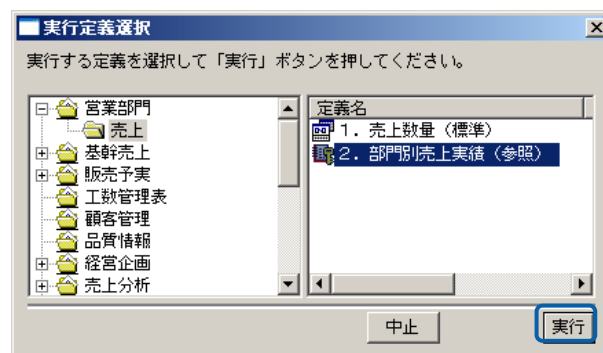 実行定義選択
実行する定義を選択して「実行」ボタンを押してください。
営業部門
売上
基幹売上
販売予実
工数管理表
顧客管理
品質情報
経営企画
売上分析
定義名
1. 売上数量（標準）
2. 部門別売上実績（参照）
中止
実行